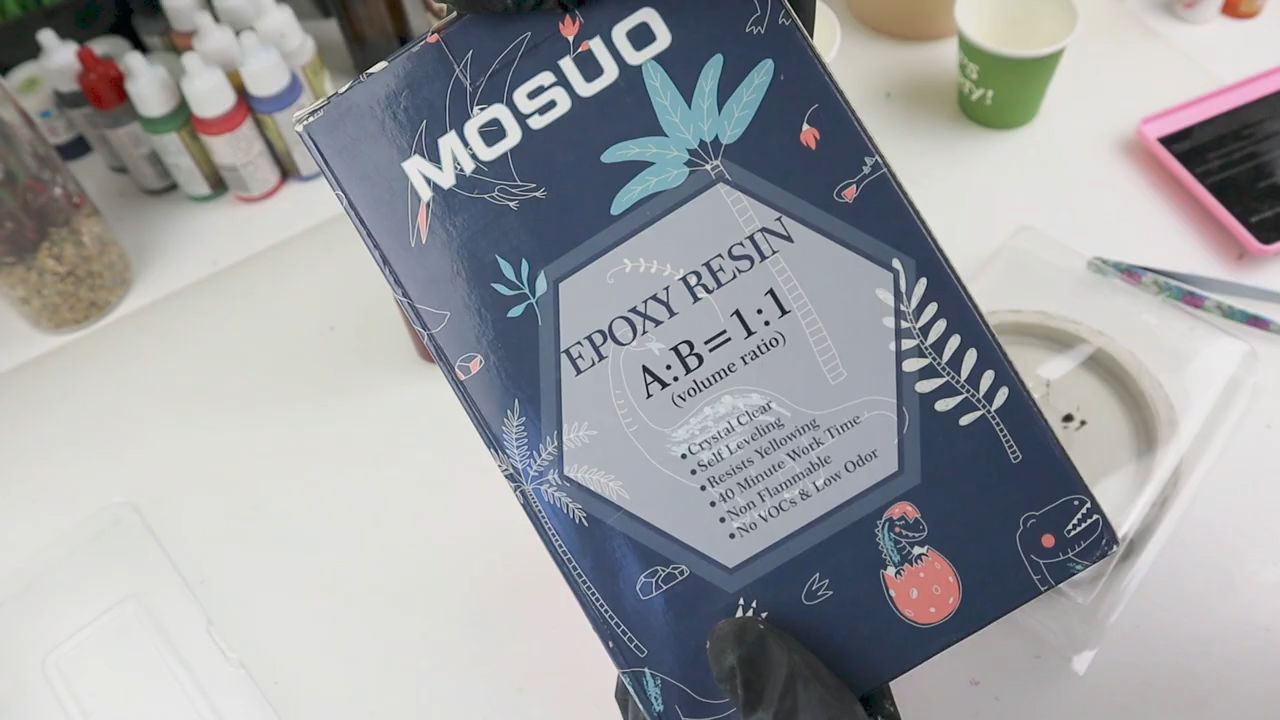 MOSUO
EPOXY RESIN
A:B=1:1
(volume ratio)
•Crystal Clear
•Self Leveling
•Resists Yellowing
•40 Minute Work Time
•Non Flammable
•No VOCs & Low Odor